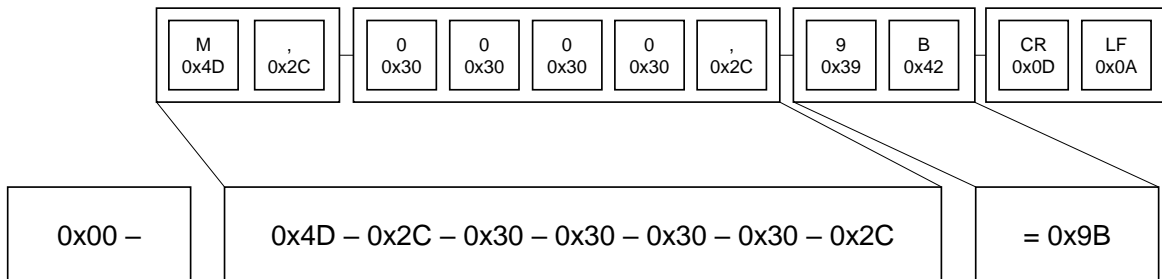 M , 0 0 0 0 , 9 B CR LF
0x4D 0x2C 0x30 0x30 0x30 0x30 0x2C 0x39 0x42 0x0D 0x0A
0x00 – 0x4D – 0x2C – 0x30 – 0x30 – 0x30 – 0x30 – 0x2C = 0x9B